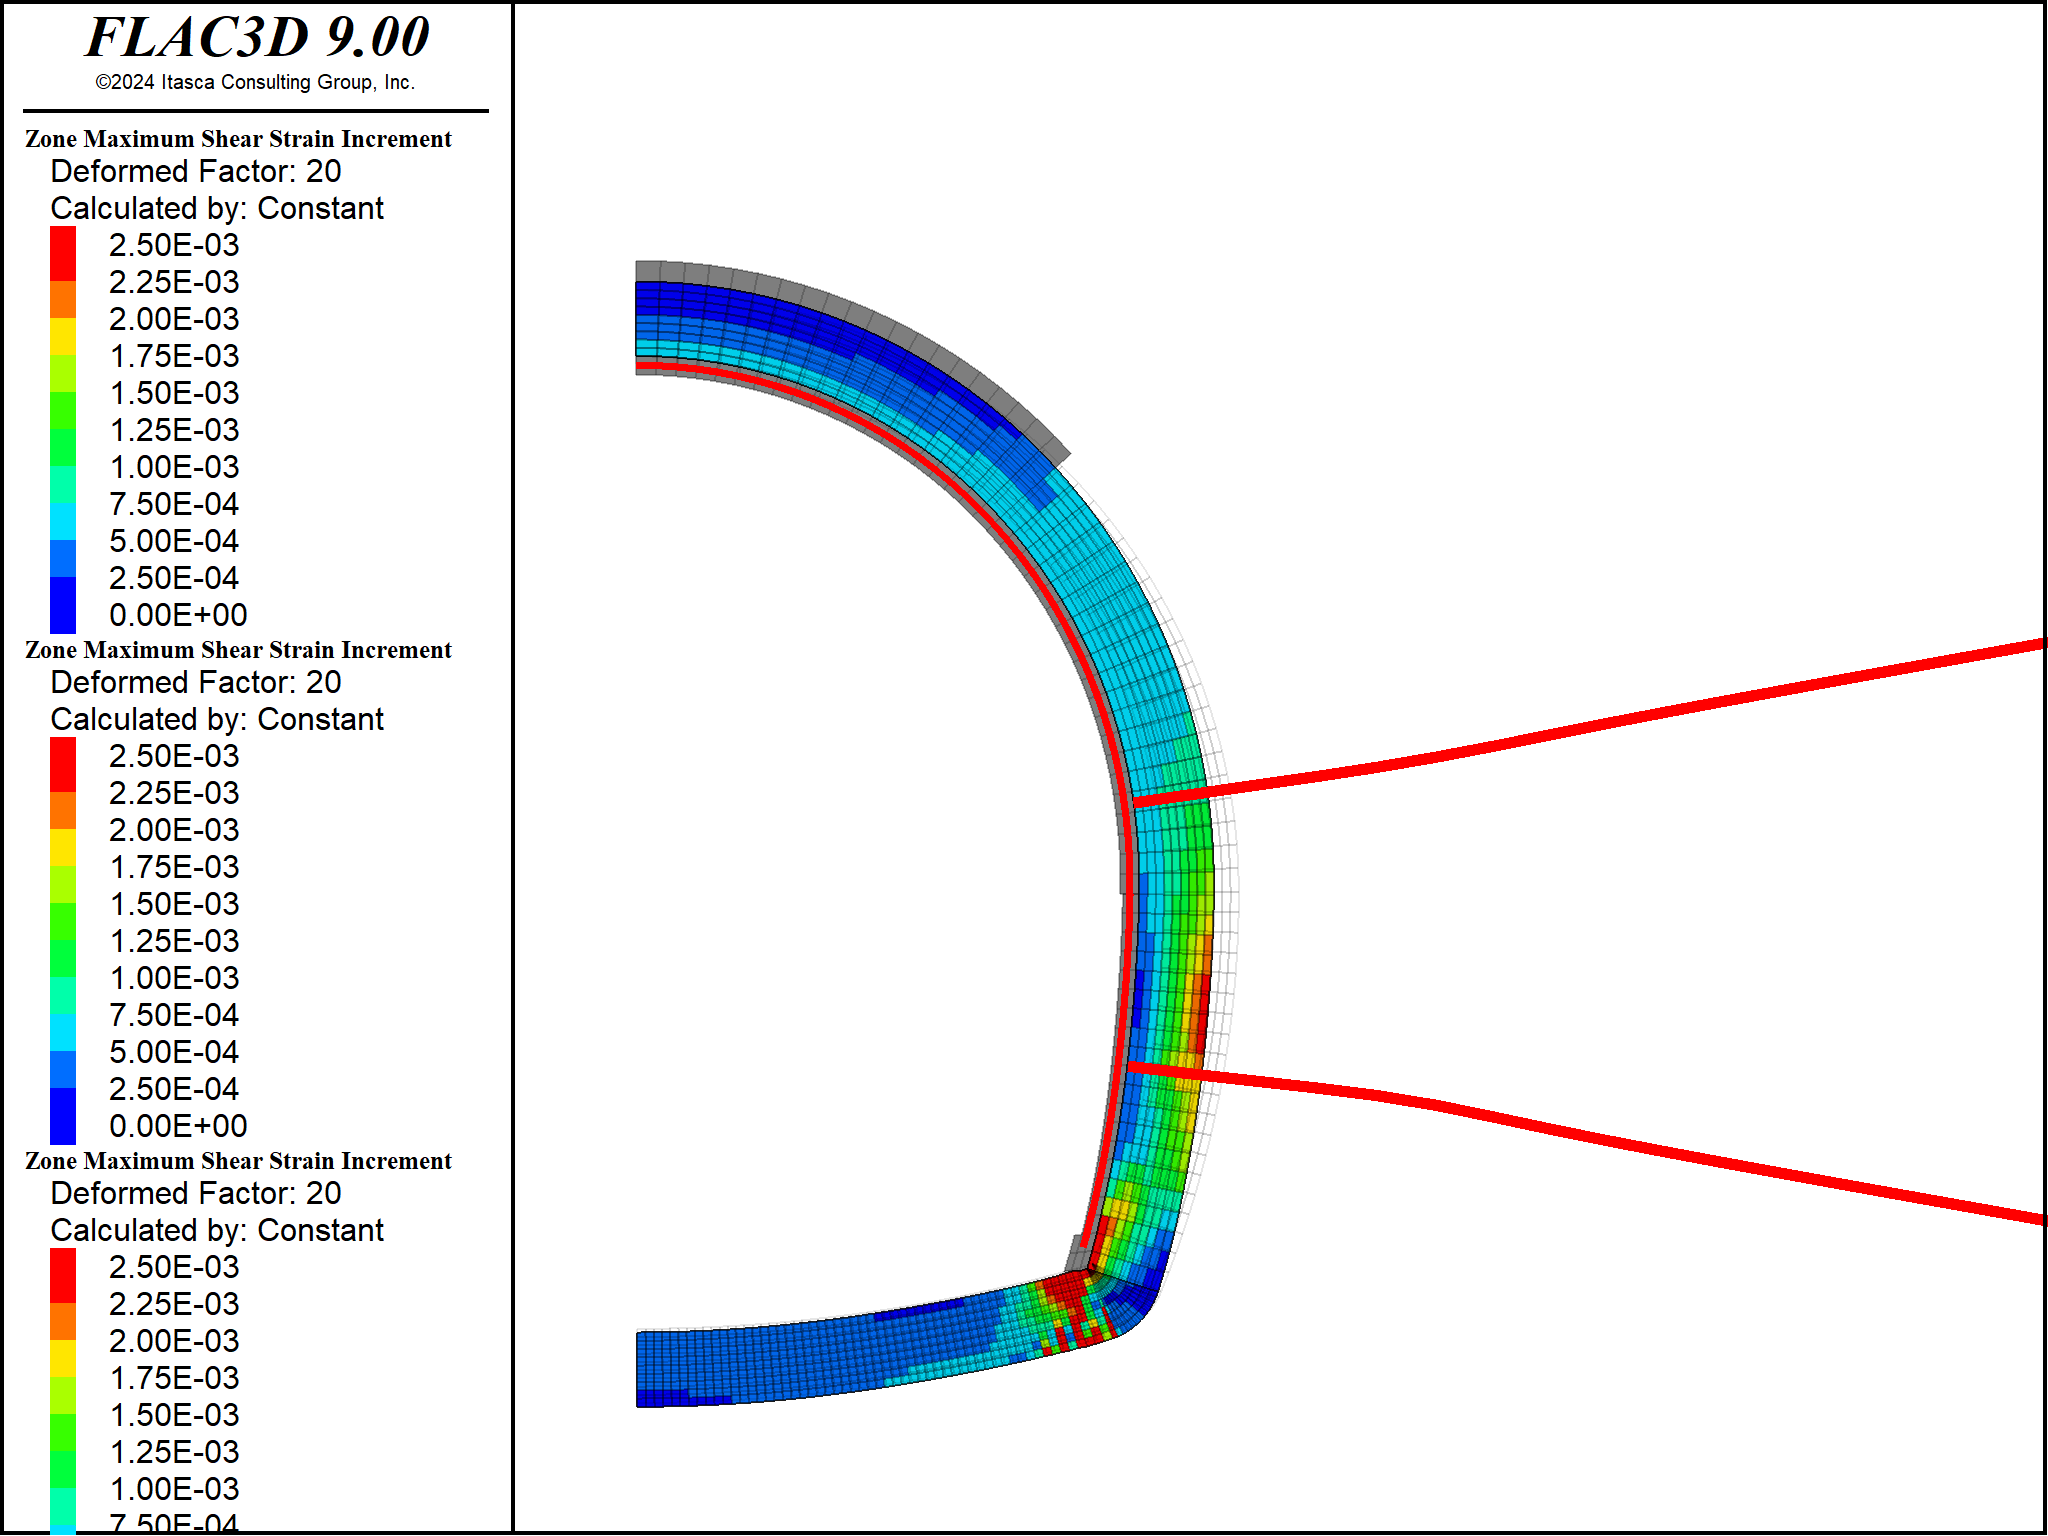 FLAC3D 9.00
©2024 Itasca Consulting Group, Inc.
Zone Maximum Shear Strain Increment
Deformed Factor: 20
Calculated by: Constant
2.50E-03
2.25E-03
2.00E-03
1.75E-03
1.50E-03
1.25E-03
1.00E-03
7.50E-04
5.00E-04
2.50E-04
0.00E+00
Zone Maximum Shear Strain Increment
Deformed Factor: 20
Calculated by: Constant
2.50E-03
2.25E-03
2.00E-03
1.75E-03
1.50E-03
1.25E-03
1.00E-03
7.50E-04
5.00E-04
2.50E-04
0.00E+00
Zone Maximum Shear Strain Increment
Deformed Factor: 20
Calculated by: Constant
2.50E-03
2.25E-03
2.00E-03
1.75E-03
1.50E-03
1.25E-03
1.00E-03
7.50E-04